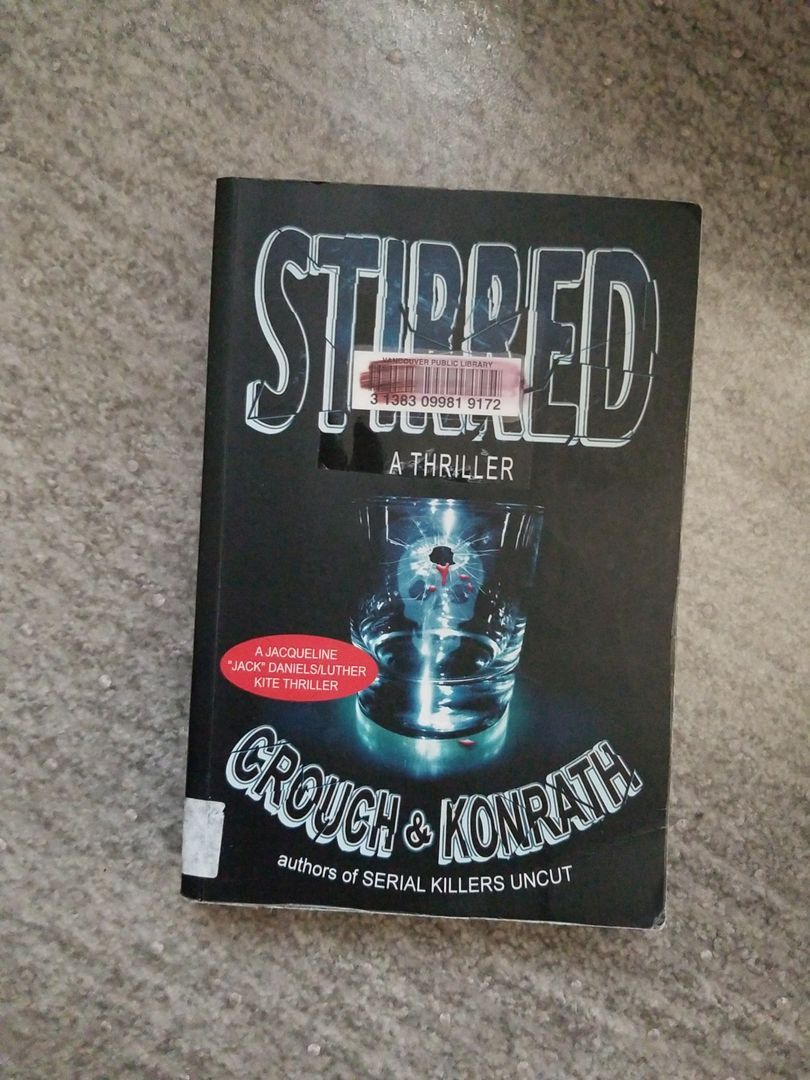 STIRRED
VANCOUVER PUBLIC LIBRARY
3 1383 09981 9172
A THRILLER
A JACQUELINE
"JACK" DANIELS/LUTHER
KITE THRILLER
CROUCH & KONRATH
authors of SERIAL KILLERS UNCUT